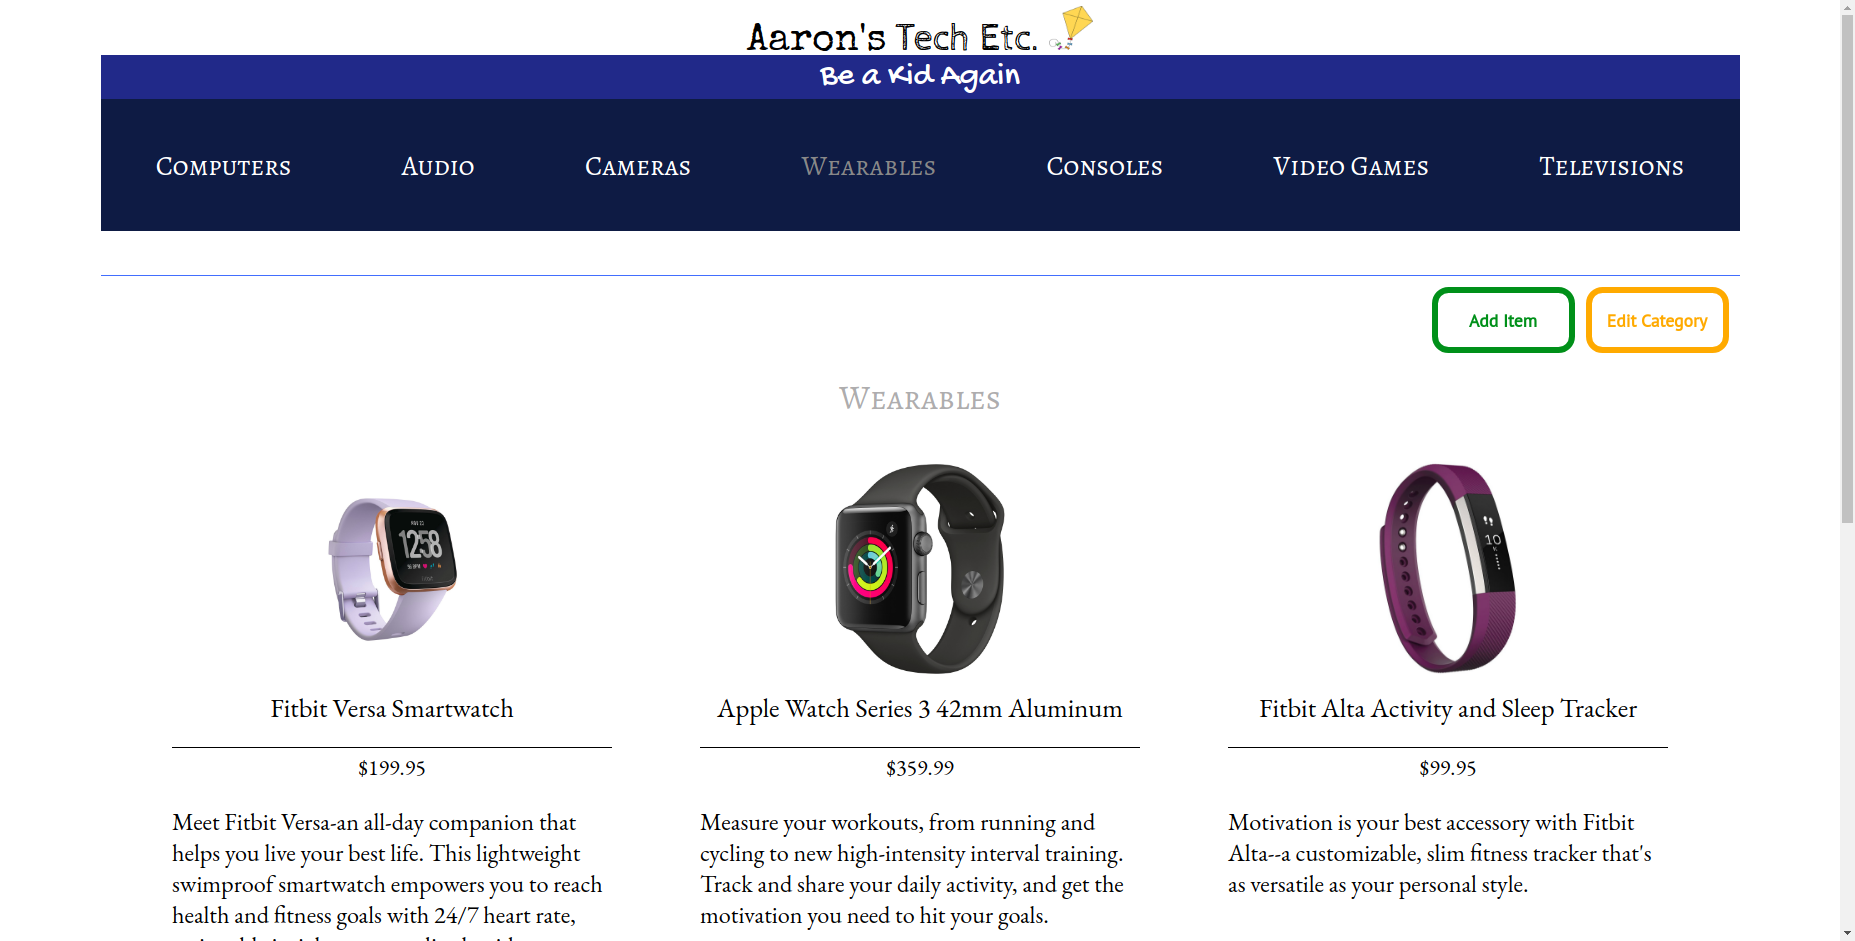 Aaron's Tech Etc.
Be a Kid Again
Computers Audio Cameras Wearables Consoles Video Games Televisions
Add Item Edit Category
Wearables
Fitbit Versa Smartwatch
$199.95
Meet Fitbit Versa-an all-day companion that
helps you live your best life. This lightweight
swimproof smartwatch empowers you to reach
health and fitness goals with 24/7 heart rate,
Apple Watch Series 3 42mm Aluminum
$359.99
Measure your workouts, from running and
cycling to new high-intensity interval training.
Track and share your daily activity, and get the
motivation you need to hit your goals.
Fitbit Alta Activity and Sleep Tracker
$99.95
Motivation is your best accessory with Fitbit
Alta--a customizable, slim fitness tracker that's
as versatile as your personal style.
12:58
10